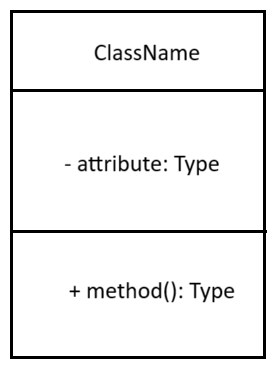 ClassName
- attribute: Type
+ method(): Type